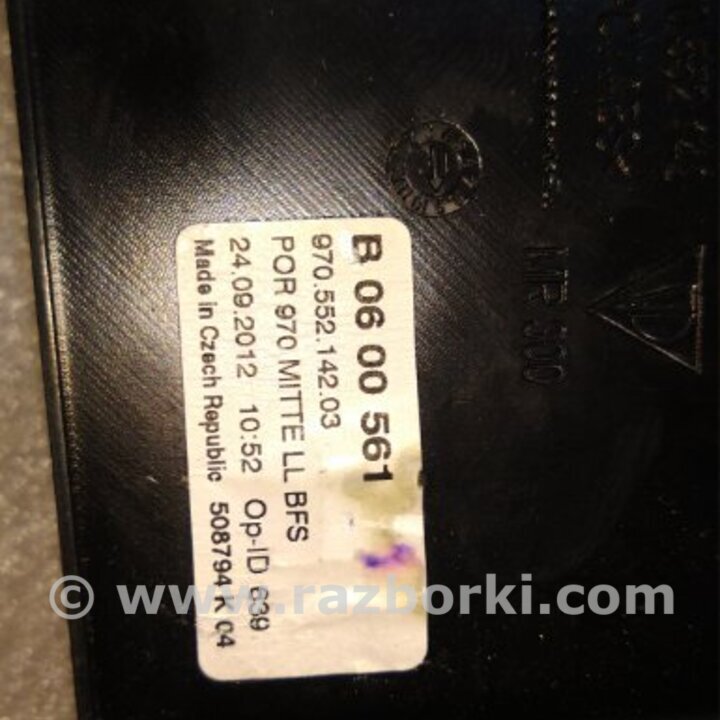 B 06 00 561
970.552.142.03
POR 970 MITTE LL BFS
24.09.2012 10:52 Op-ID 639
Made in Czech Republic 508794 K 04
© www.razborki.com